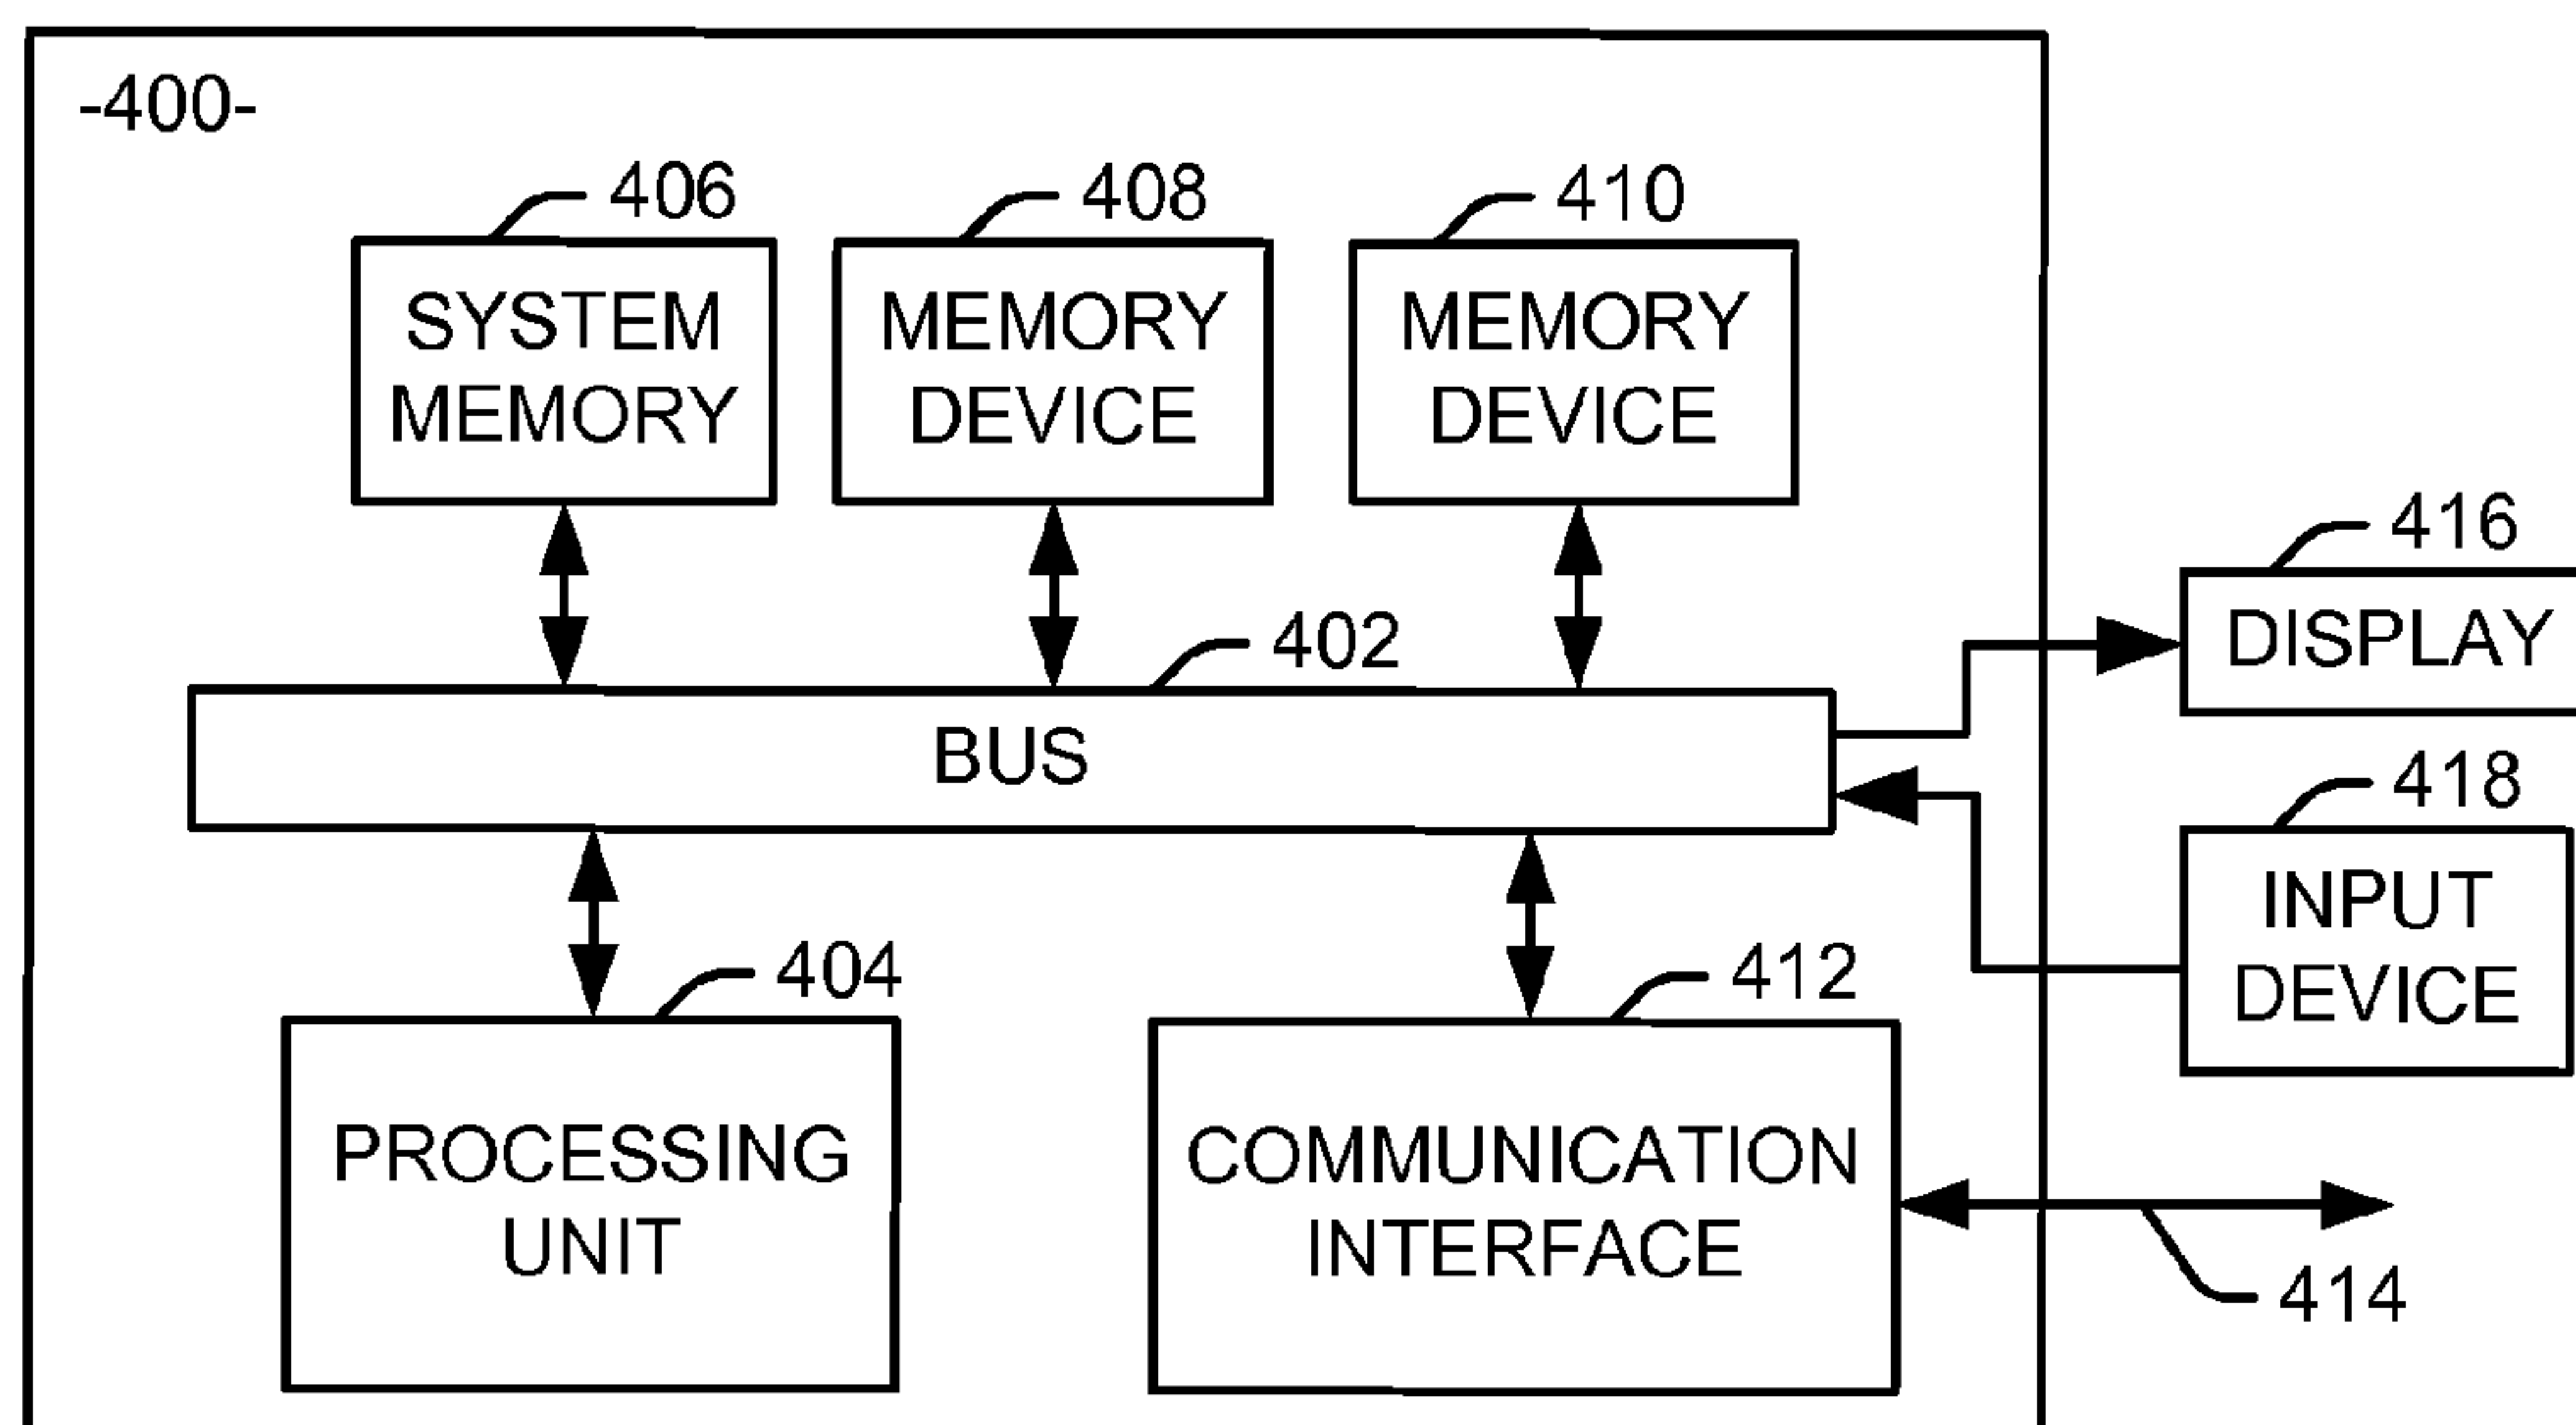 -400-
406
408
410
SYSTEM
MEMORY
MEMORY
DEVICE
MEMORY
DEVICE
416
DISPLAY
402
BUS
418
INPUT
DEVICE
404
412
PROCESSING
UNIT
COMMUNICATION
INTERFACE
414